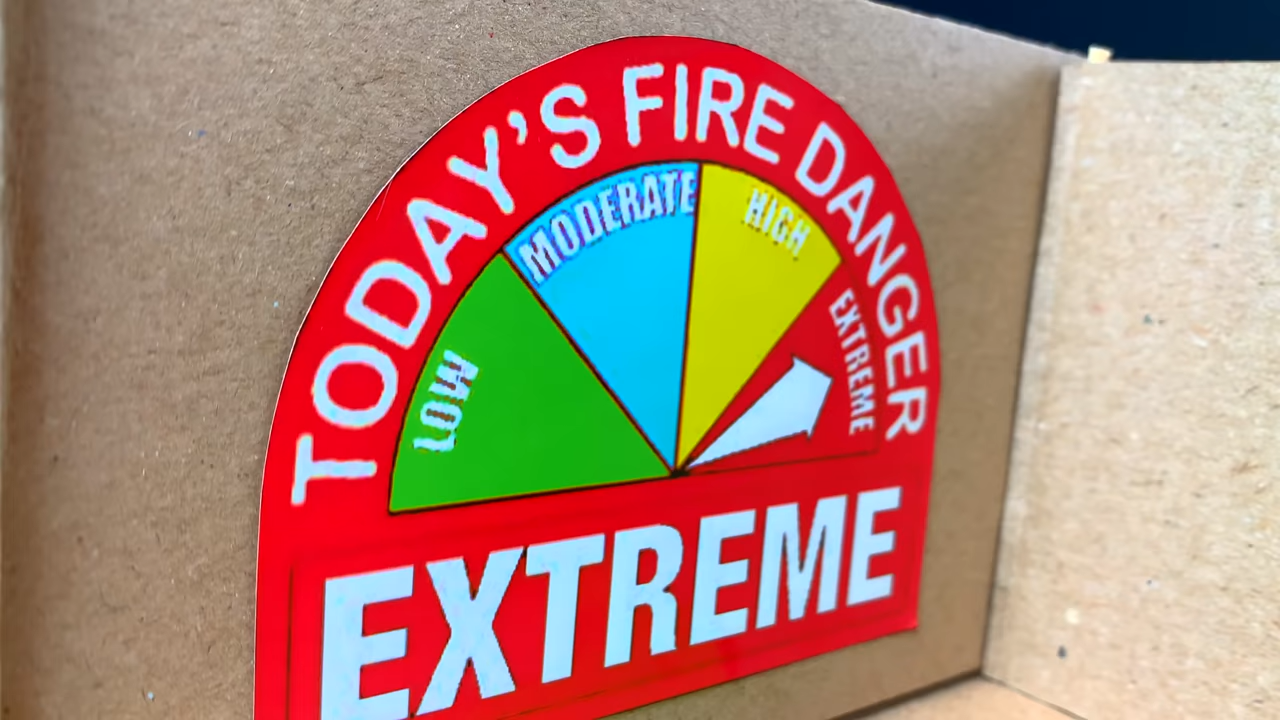 TODAY'S FIRE DANGER
LOW
MODERATE
HIGH
EXTREME
EXTREME